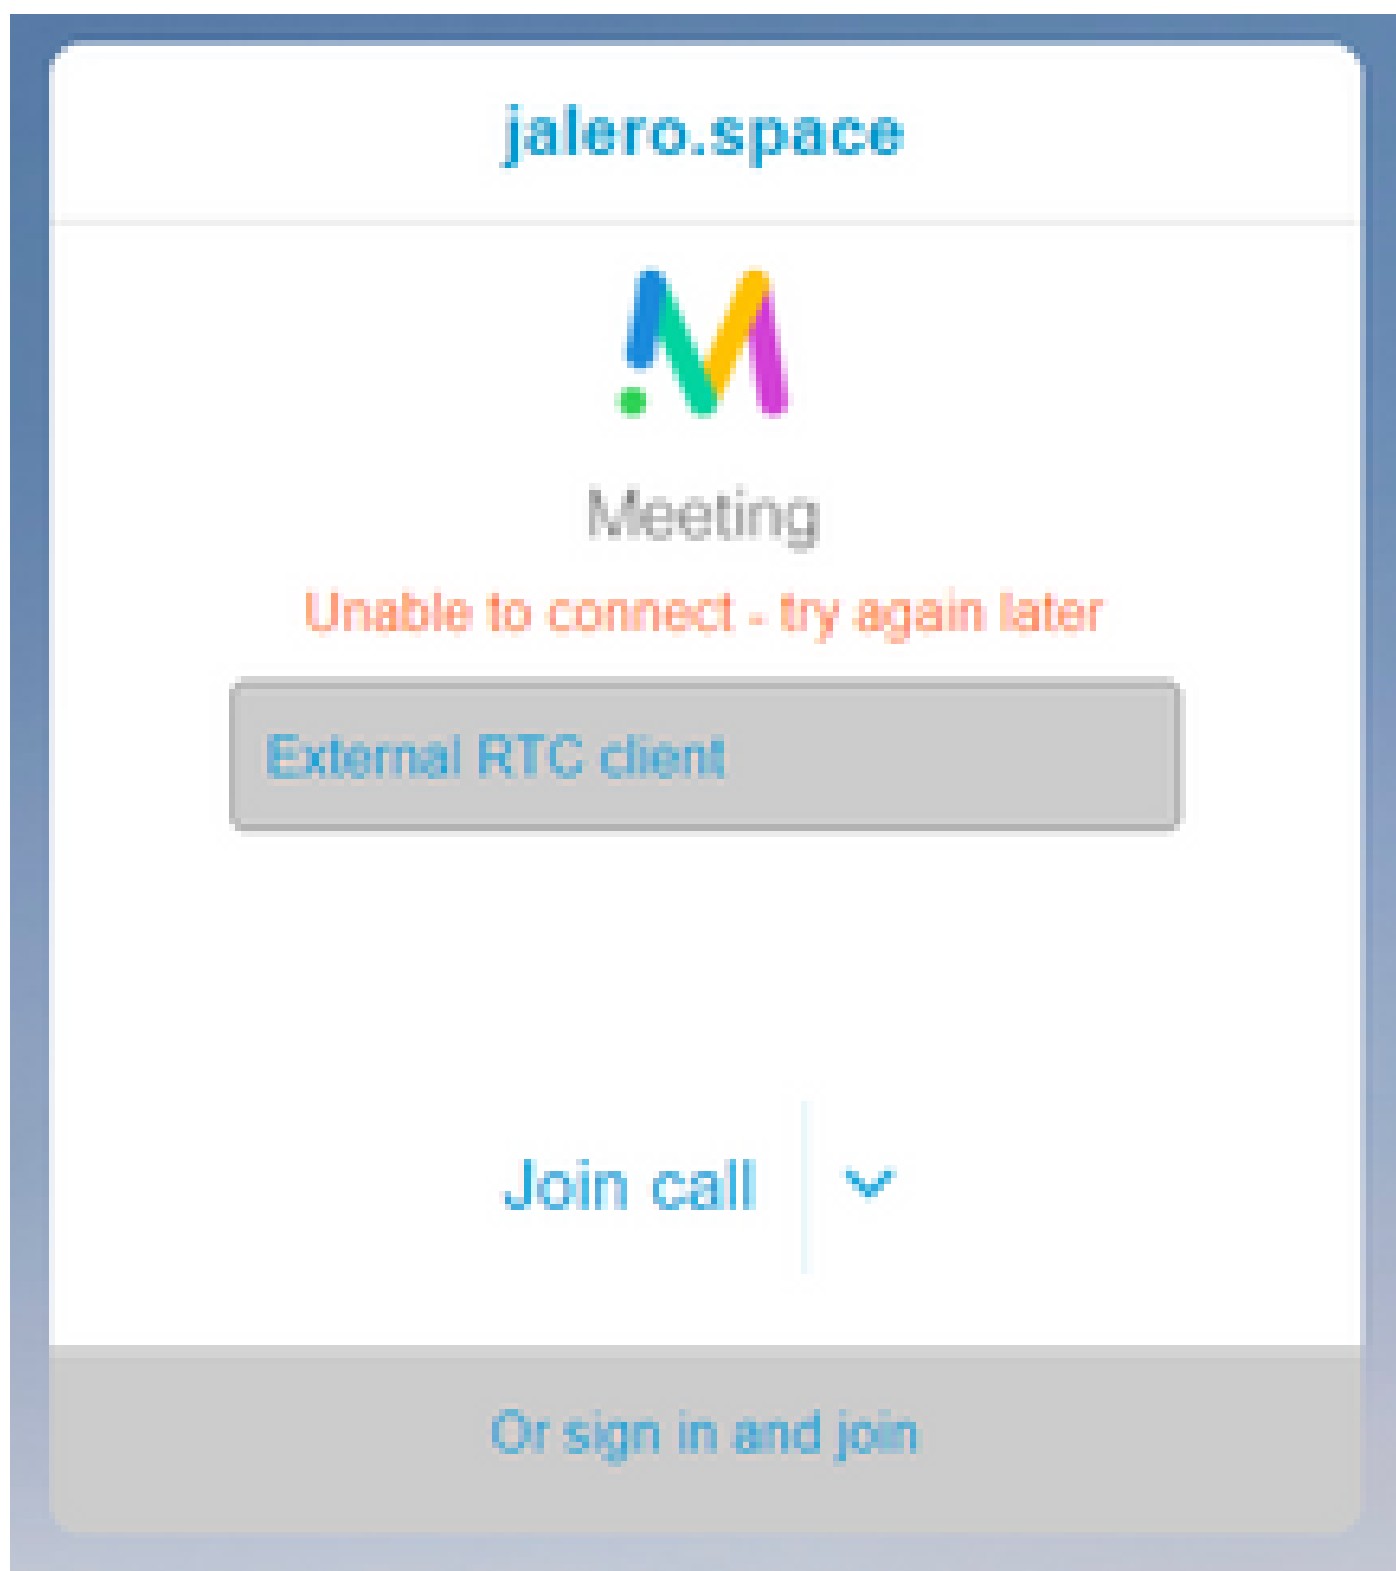 jalero.space
Meeting
Unable to connect - try again later
External RTC client
Join call
Or sign in and join